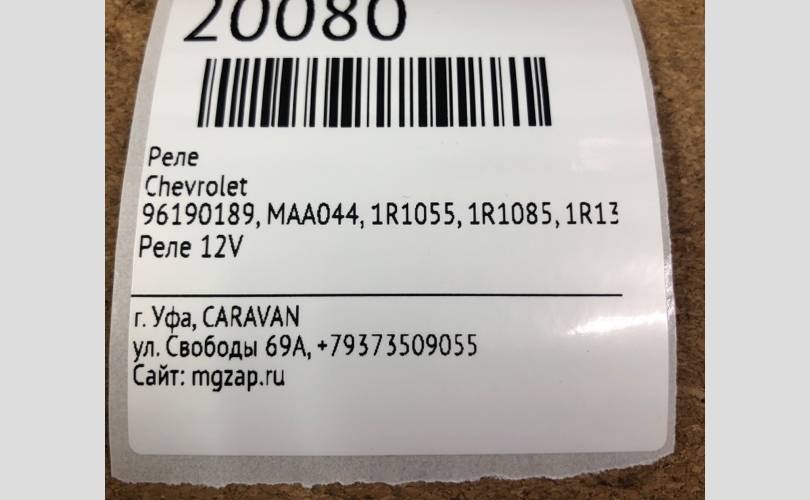 20080
Реле
Chevrolet
96190189, MAA044, 1R1055, 1R1085, 1R13
Реле 12V
г. Уфа, CARAVAN
ул. Свободы 69А, +79373509055
Сайт: mgzap.ru